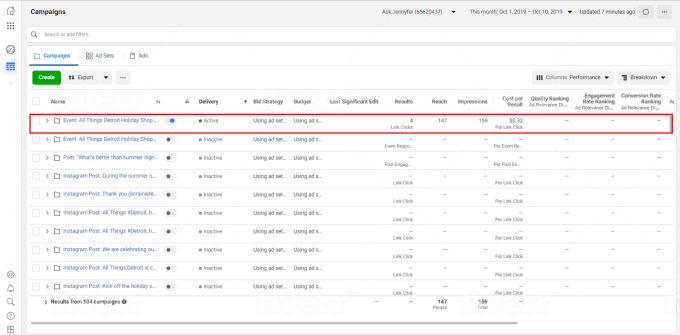 Campaigns
Ask Jennyfer (65620437)
This month: Oct 1, 2019 – Oct 10, 2019
Updated 7 minutes ago
Search or add filters
Campaigns
Ad Sets
Ads
Create
Export
Columns: Performance
Breakdown
Name
Delivery
Bid Strategy
Budget
Last Significant Edit
Results
Reach
Impressions
Cost per Result
Quality Ranking
Ad Relevance Di...
Engagement Rate Ranking
Ad Relevance Di...
Conversion Rate Ranking
Ad Relevance Di...
Event: All Things Detroit Holiday Shop... Active Using ad set... Using ad s... 4 147 159 $0.32 — — —
Link Clicks Per Link Click
Event: All Things Detroit Holiday Shop... Inactive Using ad set... Using ad s... — — — — — — —
Event Respo... Per Event Re...
Post: "What's better than summer nigh... Inactive Using ad set... Using ad s... — — — — — — —
Post Engag... Per Post En...
Instagram Post: During the summer o... Inactive Using ad set... Using ad s... — — — — — — —
Link Click Per Link Click
Instagram Post: Thank you @crainsde... Inactive Using ad set... Using ad s... — — — — — — —
Link Click Per Link Click
Instagram Post: All Things #Detroit, h... Inactive Using ad set... Using ad s... — — — — — — —
Link Click Per Link Click
Instagram Post: All Things #Detroit, h... Inactive Using ad set... Using ad s... — — — — — — —
Link Click Per Link Click
Instagram Post: We are celebrating ou... Inactive Using ad set... Using ad s... — — — — — — —
Link Click Per Link Click
Instagram Post: All Things Detroit is c... Inactive Using ad set... Using ad s... — — — — — — —
Link Click Per Link Click
Instagram Post: Kick off the holiday s... Inactive Using ad set... Using ad s... — — — — — — —
Link Click Per Link Click
Results from 104 campaigns — — 147 159 —
People Total
fiverr